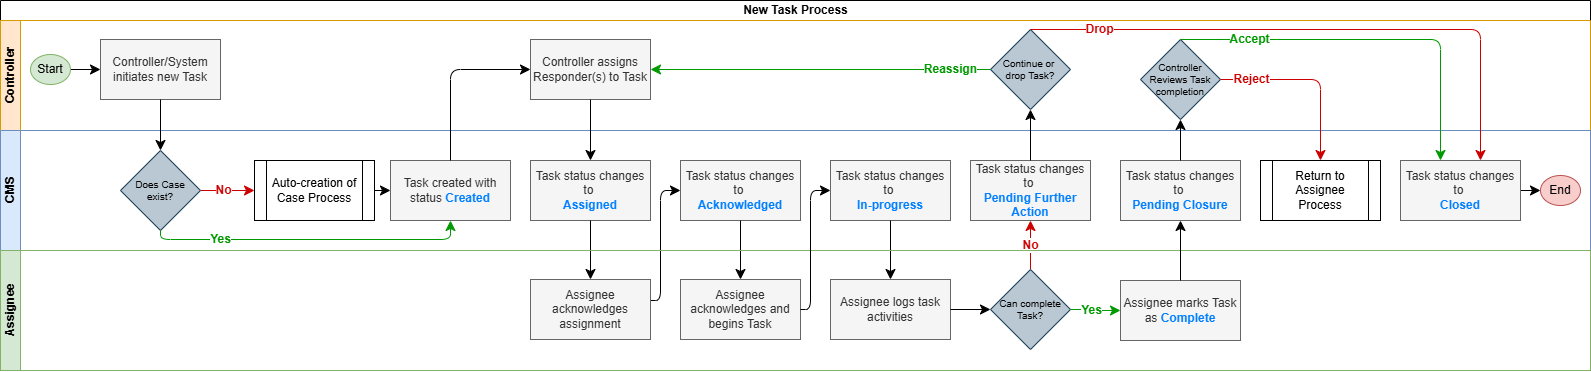 New Task Process
Controller
Start
Controller/System
initiates new Task
Controller assigns
Responder(s) to Task
Reassign
Continue or
drop Task?
Drop
Controller
Reviews Task
completion
Accept
Reject
CMS
Does Case
exist?
No
Yes
Auto-creation of
Case Process
Task created with
status Created
Task status changes
to
Assigned
Task status changes
to
Acknowledged
Task status changes
to
In-progress
Task status changes
to
Pending Further
Action
Task status changes
to
Pending Closure
Return to
Assignee
Process
Task status changes
to
Closed
End
Assignee
Assignee
acknowledges
assignment
Assignee
acknowledges and
begins Task
Assignee logs task
activities
No
Can complete
Task?
Yes
Assignee marks Task
as Complete